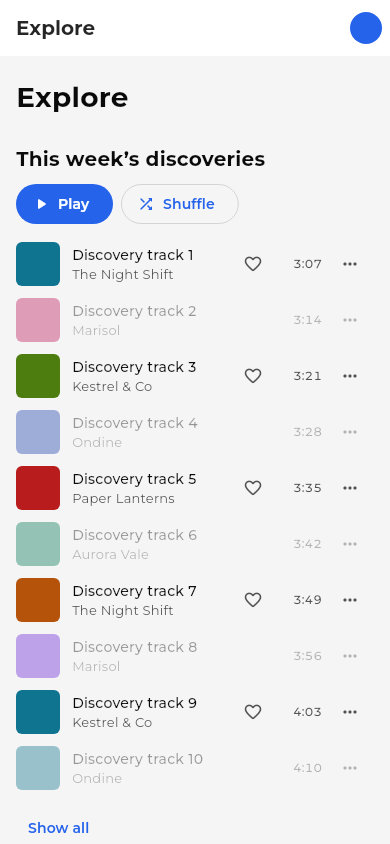 Explore
Explore
This week's discoveries
Play
Shuffle
Discovery track 1
The Night Shift
3:07
Discovery track 2
Marisol
3:14
Discovery track 3
Kestrel & Co
3:21
Discovery track 4
Ondine
3:28
Discovery track 5
Paper Lanterns
3:35
Discovery track 6
Aurora Vale
3:42
Discovery track 7
The Night Shift
3:49
Discovery track 8
Marisol
3:56
Discovery track 9
Kestrel & Co
4:03
Discovery track 10
Ondine
4:10
Show all